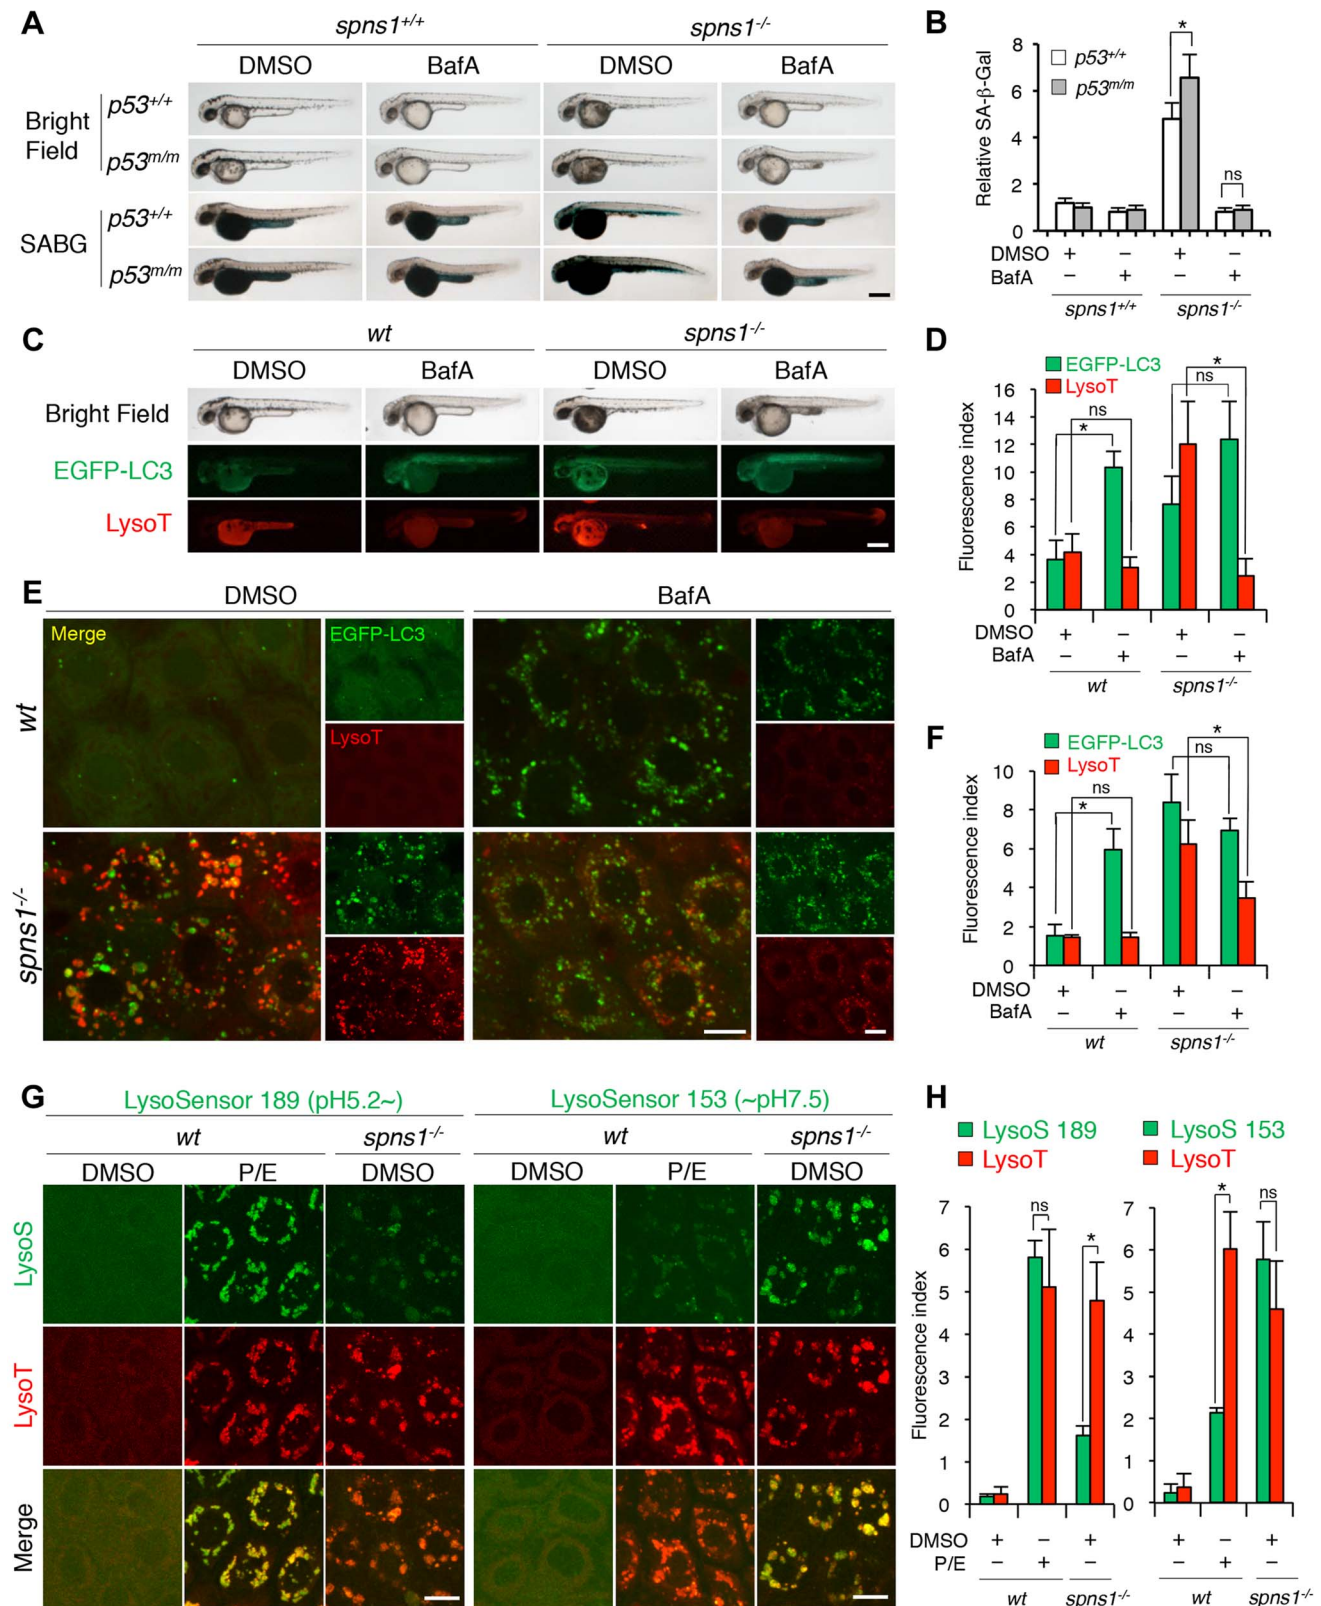 A
spns1+/+
spns1-/-
DMSO
BafA
DMSO
BafA
Bright Field
p53+/+
p53m/m
SABG
p53+/+
p53m/m
B
Relative SA-β-Gal
8
6
4
2
0
p53+/+
p53m/m
*
ns
DMSO + − + −
BafA − + − +
spns1+/+
spns1-/-
C
wt
spns1-/-
DMSO
BafA
DMSO
BafA
Bright Field
EGFP-LC3
LysoT
D
EGFP-LC3
LysoT
Fluorescence index
16
14
12
10
8
6
4
2
0
*
ns
ns
*
DMSO + − + −
BafA − + − +
wt
spns1-/-
E
DMSO
BafA
wt
Merge
EGFP-LC3
LysoT
spns1-/-
F
EGFP-LC3
LysoT
Fluorescence index
10
8
6
4
2
0
*
ns
ns
*
DMSO + − + −
BafA − + − +
wt
spns1-/-
G
LysoSensor 189 (pH5.2~)
LysoSensor 153 (~pH7.5)
wt
spns1-/-
wt
spns1-/-
DMSO
P/E
DMSO
DMSO
P/E
DMSO
LysoS
LysoT
Merge
H
LysoS 189
LysoT
LysoS 153
LysoT
Fluorescence index
7
6
5
4
3
2
1
0
ns
*
7
6
5
4
3
2
1
0
*
ns
DMSO + − + + − +
P/E − + − − + −
wt
spns1-/-
wt
spns1-/-